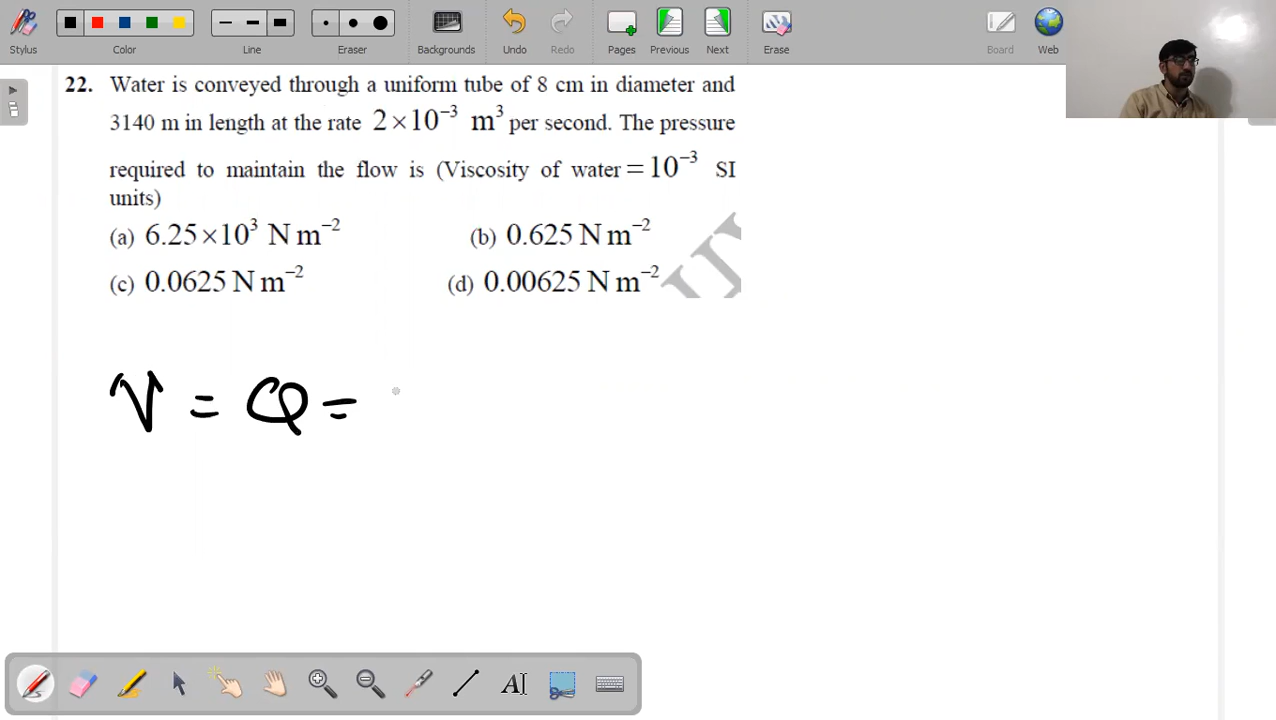 Stylus Color Line Eraser Backgrounds Undo Redo Pages Previous Next Erase Board Web
22. Water is conveyed through a uniform tube of 8 cm in diameter and
3140 m in length at the rate 2×10⁻³ m³ per second. The pressure
required to maintain the flow is (Viscosity of water =10⁻³ SI
units)
(a) 6.25×10³ N m⁻² (b) 0.625 N m⁻²
(c) 0.0625 N m⁻² (d) 0.00625 N m⁻²
V = Q =